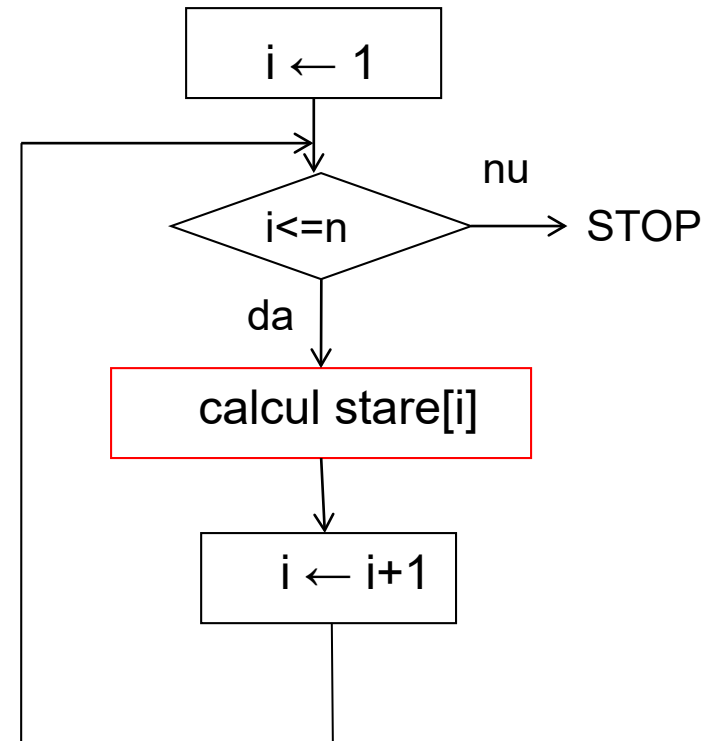 i ← 1
nu
i<=n
STOP
da
calcul stare[i]
i ← i+1